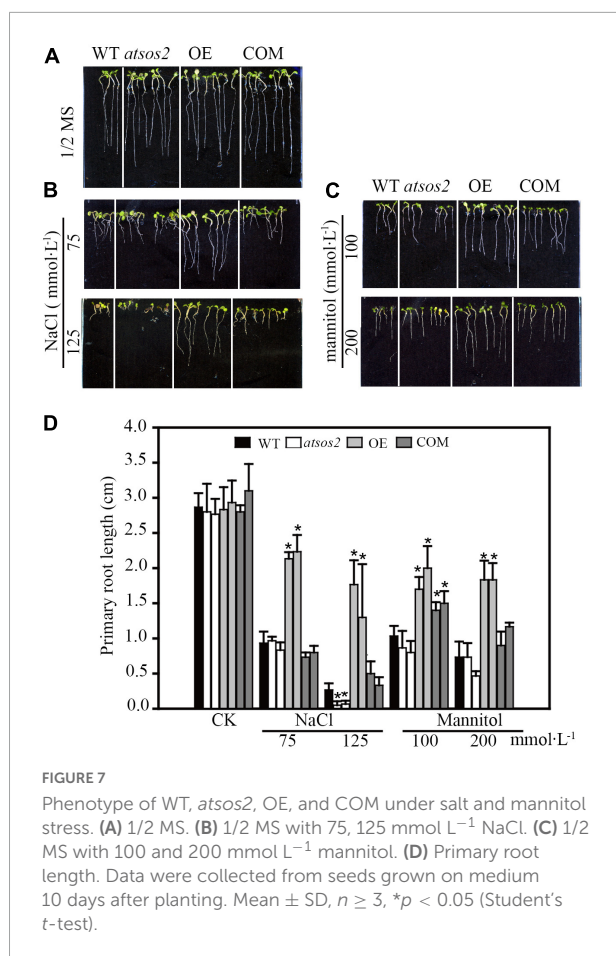 A
WT atsos2 OE COM
1/2 MS
B
NaCl ( mmol·L-1)
75
125
C
WT atsos2 OE COM
mannitol (mmol·L-1)
100
200
D
Primary root length (cm)
4.0
3.5
3.0
2.5
2.0
1.5
1.0
0.5
0.0
WT atsos2 OE COM
* * ** * * * * * * * *
CK NaCl Mannitol
75 125 100 200 mmol·L-1
FIGURE 7
Phenotype of WT, atsos2, OE, and COM under salt and mannitol
stress. (A) 1/2 MS. (B) 1/2 MS with 75, 125 mmol L−1 NaCl. (C) 1/2
MS with 100 and 200 mmol L−1 mannitol. (D) Primary root
length. Data were collected from seeds grown on medium
10 days after planting. Mean ± SD, n ≥ 3, *p < 0.05 (Student's
t-test).